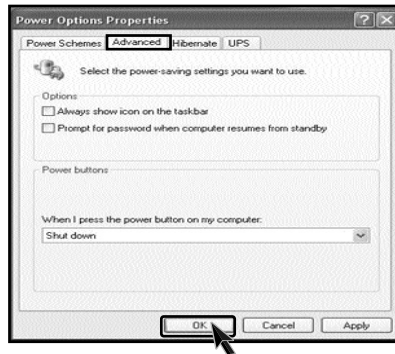 Power Options Properties
Power Schemes Advanced Hibernate UPS
Select the power-saving settings you want to use.
Options
Always show icon on the taskbar
Prompt for password when computer resumes from standby
Power buttons
When I press the power button on my computer:
Shut down
OK Cancel Apply